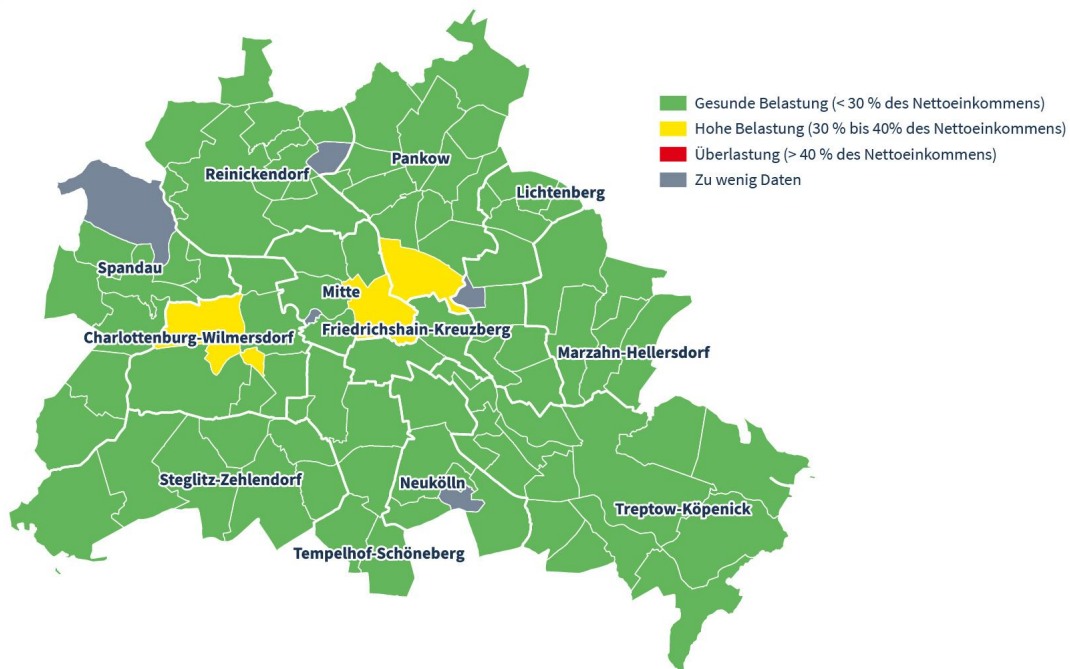 Gesunde Belastung (< 30 % des Nettoeinkommens)
Hohe Belastung (30 % bis 40% des Nettoeinkommens)
Überlastung (> 40 % des Nettoeinkommens)
Zu wenig Daten
Pankow
Reinickendorf
Lichtenberg
Spandau
Mitte
Charlottenburg-Wilmersdorf
Friedrichshain-Kreuzberg
Marzahn-Hellersdorf
Steglitz-Zehlendorf
Neukölln
Treptow-Köpenick
Tempelhof-Schöneberg